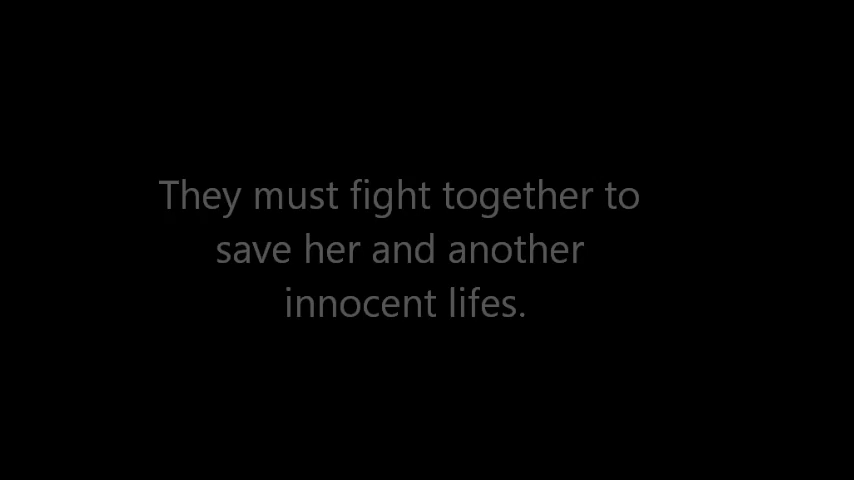 They must fight together to
save her and another
innocent lifes.